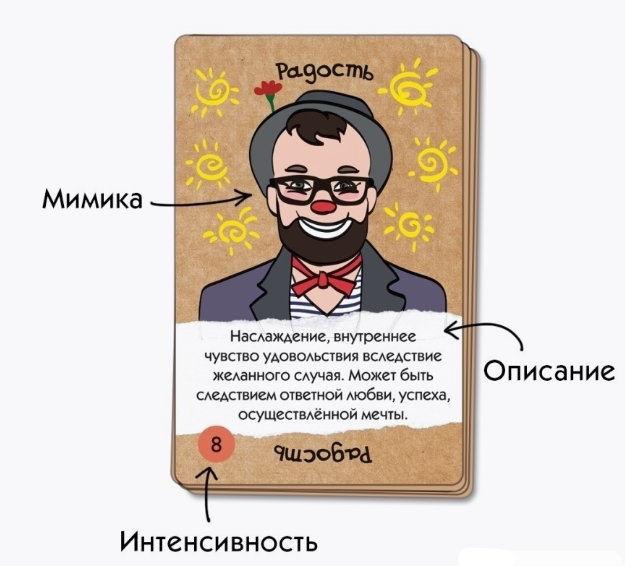 Радость
Мимика
Наслаждение, внутреннее
чувство удовольствия вследствие
желанного случая. Может быть
следствием ответной любви, успеха,
осуществлённой мечты.
Описание
8
Радость
Интенсивность